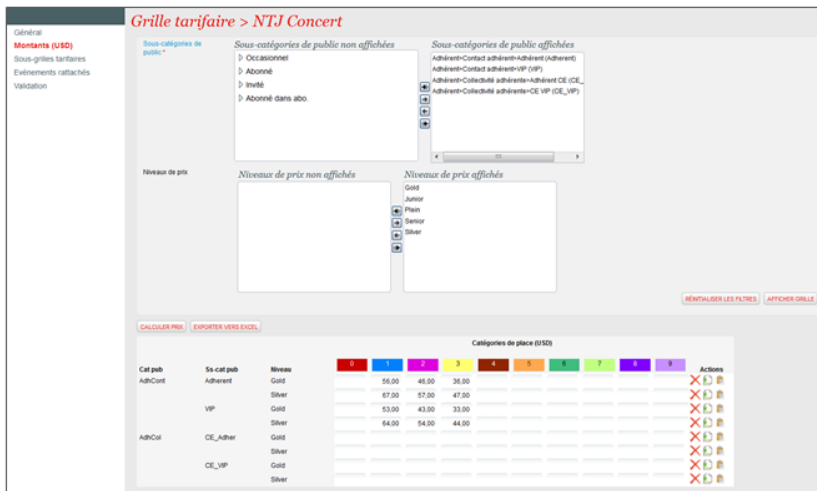 Grille tarifaire > NTJ Concert
Général
Montants (USD)
Sous-grilles tarifaires
Evénements rattachés
Validation
Sous-catégories de public *
Sous-catégories de public non affichées
Occasionnel
Abonné
Invité
Abonné dans abo.
Sous-catégories de public affichées
Adhérent>Contact adhérent>Adhérent (Adherent)
Adhérent>Contact adhérent>VIP (VIP)
Adhérent>Collectivité adhérente>Adhérent CE (CE_
Adhérent>Collectivité adhérente>CE VIP (CE_VIP)
Niveaux de prix
Niveaux de prix non affichés
Niveaux de prix affichés
Gold
Junior
Plein
Senior
Silver
RÉINITIALISER LES FILTRES AFFICHER GRILLE
CALCULER PRIX EXPORTER VERS EXCEL
Catégories de place (USD)
Cat pub Ss-cat pub Niveau 0 1 2 3 4 5 6 7 8 9 Actions
AdhCont Adherent Gold 56,00 46,00 36,00
Silver 67,00 57,00 47,00
VIP Gold 53,00 43,00 33,00
Silver 64,00 54,00 44,00
AdhCol CE_Adher Gold
Silver
CE_VIP Gold
Silver